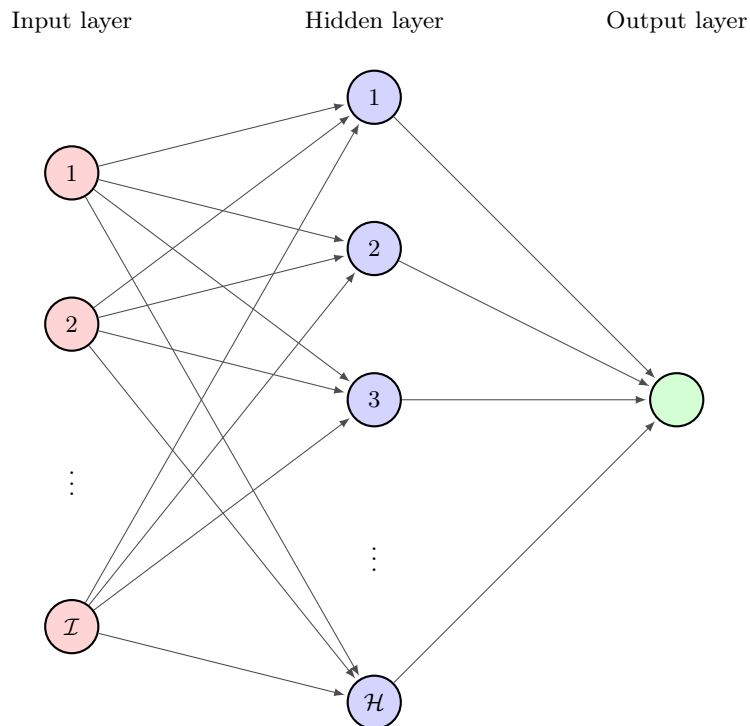 Input layer
Hidden layer
Output layer
1
2
⋮
ℐ
1
2
3
⋮
ℋ